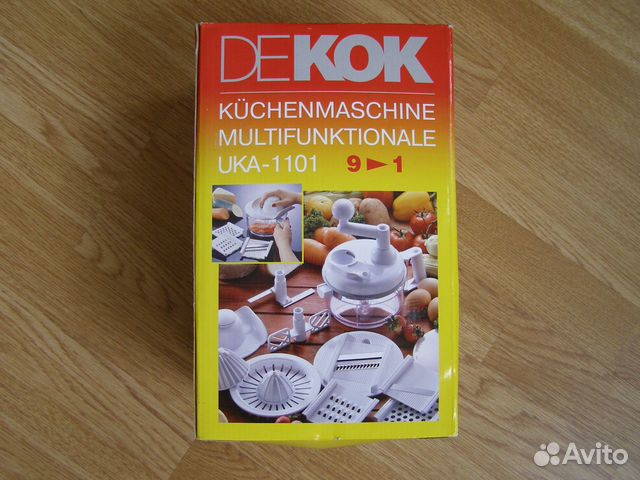 DEKOK
KÜCHENMASCHINE
MULTIFUNKTIONALE
UKA-1101 9►1
Avito